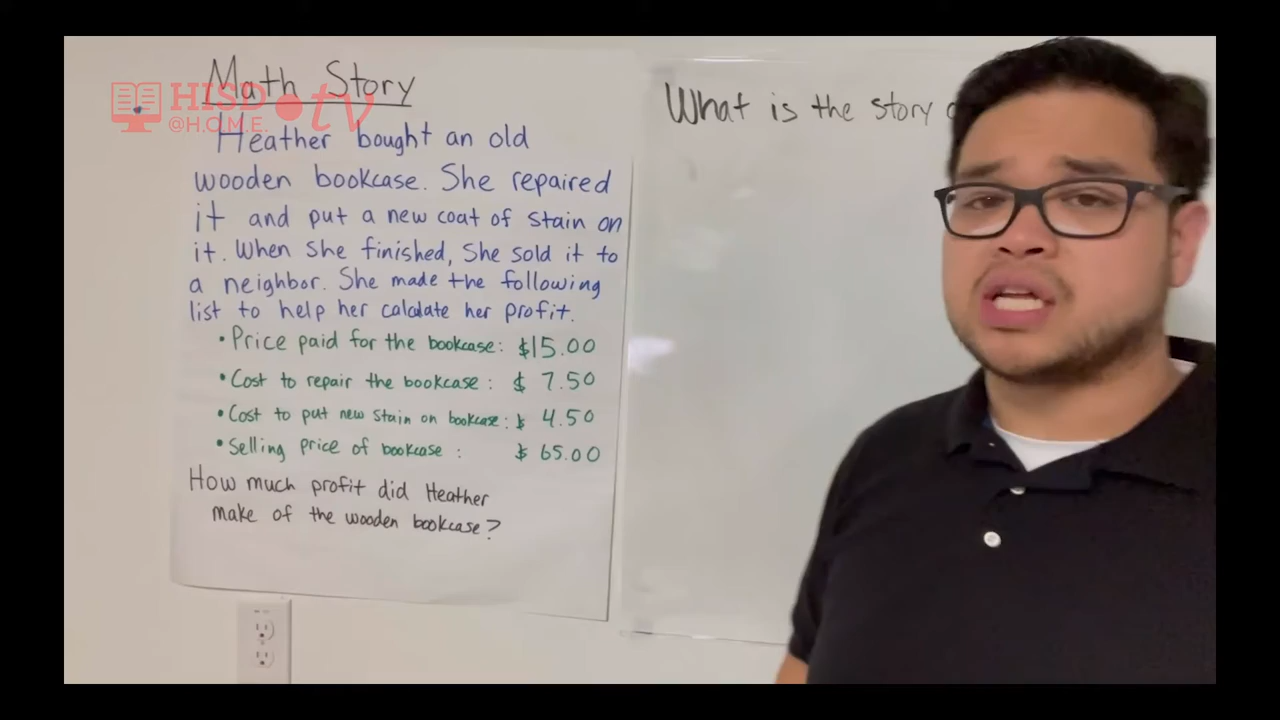 Math Story
HISD tv
@H.O.M.E.
Heather bought an old
wooden bookcase. She repaired
it and put a new coat of stain on
it. When she finished, She sold it to
a neighbor. She made the following
list to help her calculate her profit.
• Price paid for the bookcase: $15.00
• Cost to repair the bookcase: $ 7.50
• Cost to put new stain on bookcase: $ 4.50
• Selling price of bookcase : $ 65.00
How much profit did Heather
make of the wooden bookcase?
What is the story